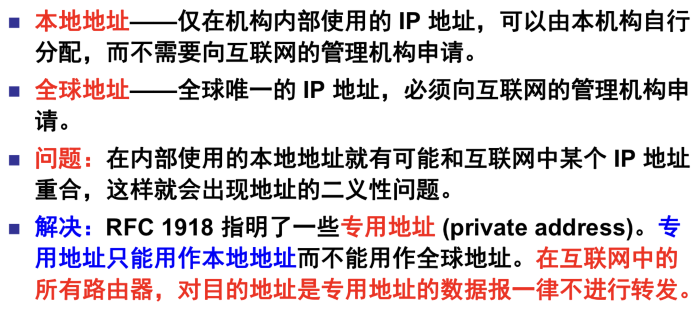 本地地址——仅在机构内部使用的 IP 地址，可以由本机构自行
分配，而不需要向互联网的管理机构申请。
全球地址——全球唯一的 IP 地址，必须向互联网的管理机构申
请。
问题：在内部使用的本地地址就有可能和互联网中某个 IP 地址
重合，这样就会出现地址的二义性问题。
解决：RFC 1918 指明了一些专用地址 (private address)。专
用地址只能用作本地地址而不能用作全球地址。在互联网中的
所有路由器，对目的地址是专用地址的数据报一律不进行转发。